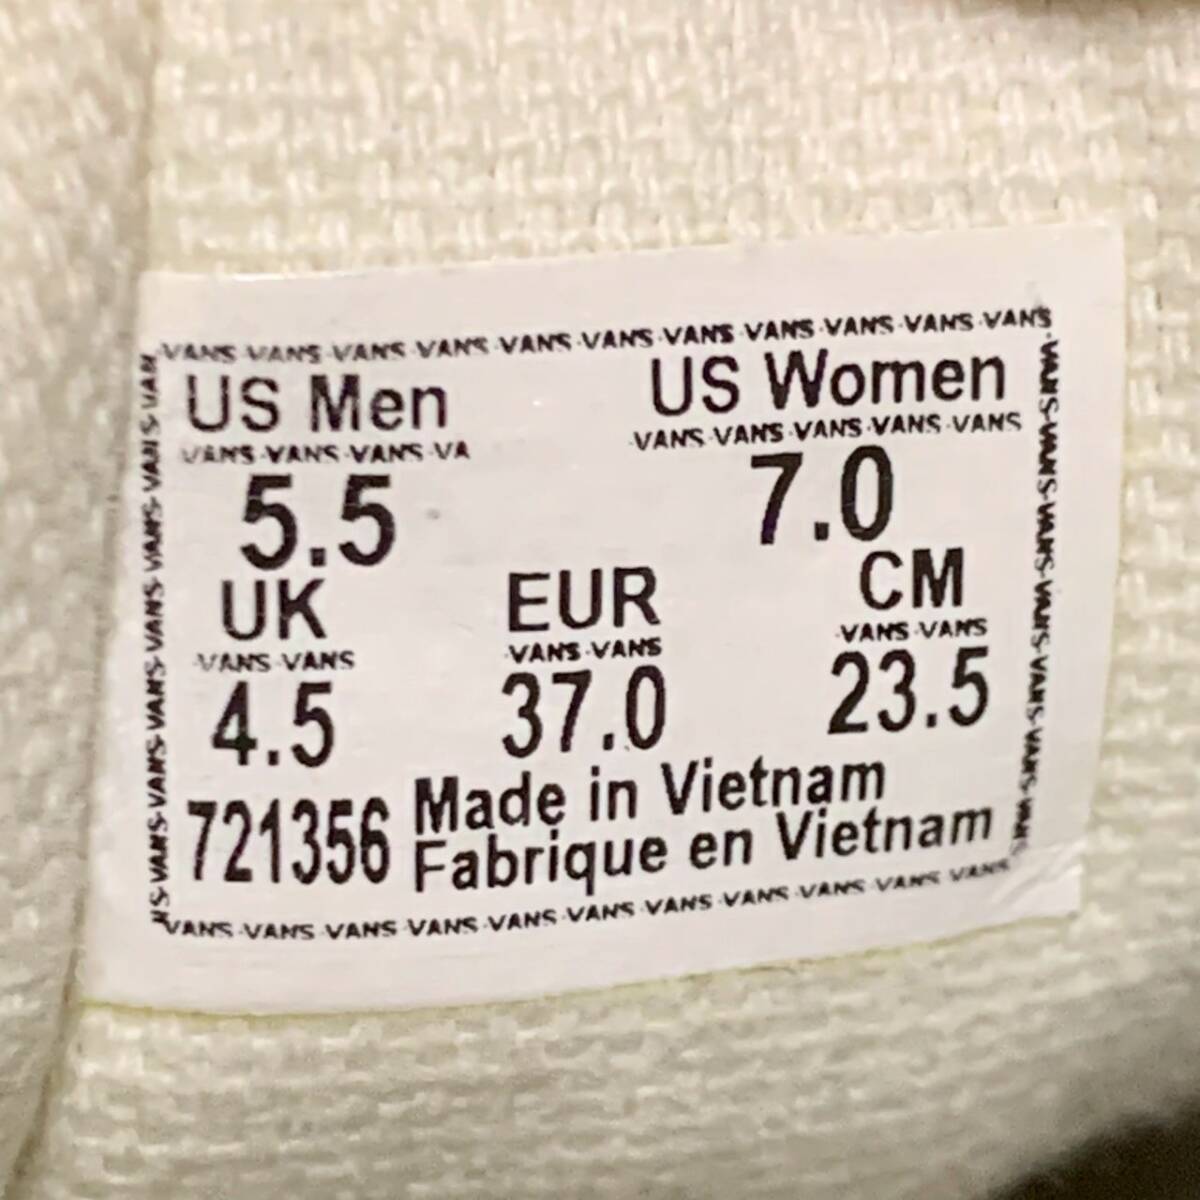 VANS·VANS·VANS·VANS·VANS·VANS·VANS·VANS·VANS·VANS·VANS
US Men US Women
VANS·VANS·VANS·VA VANS·VANS·VANS·VANS·VANS
5.5 7.0
UK EUR CM
VANS·VANS VANS·VANS VANS·VANS
4.5 37.0 23.5
721356 Made in Vietnam
Fabrique en Vietnam
VANS·VANS·VANS·VANS·VANS·VANS·VANS·VANS·VANS·VANS·VANS